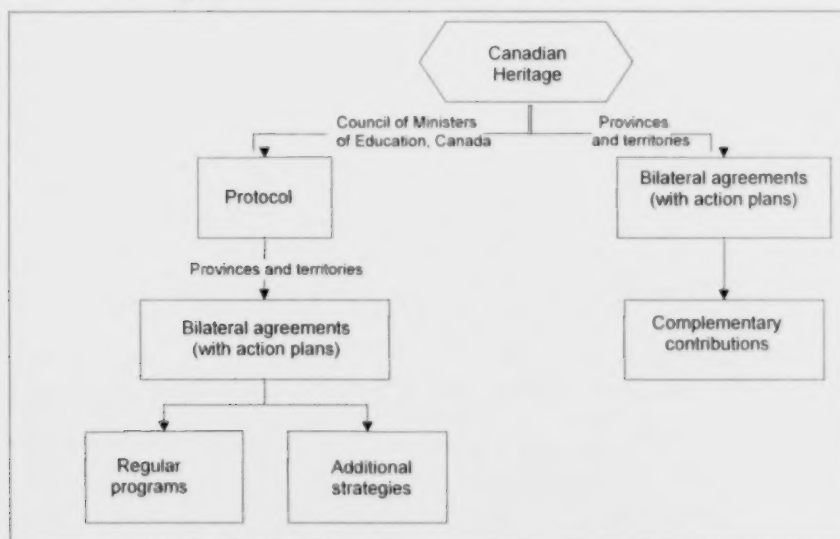 Canadian
Heritage
Council of Ministers
of Education, Canada
Provinces
and territories
Protocol
Bilateral agreements
(with action plans)
Provinces and territories
Bilateral agreements
(with action plans)
Complementary
contributions
Regular
programs
Additional
strategies